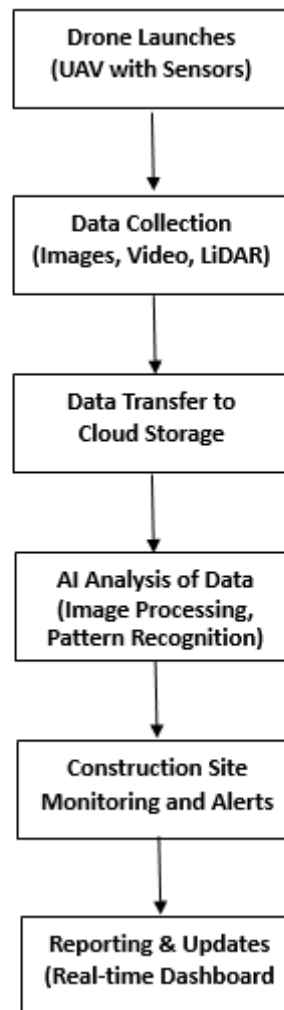 Drone Launches
(UAV with Sensors)
Data Collection
(Images, Video, LiDAR)
Data Transfer to
Cloud Storage
AI Analysis of Data
(Image Processing,
Pattern Recognition)
Construction Site
Monitoring and Alerts
Reporting & Updates
(Real-time Dashboard